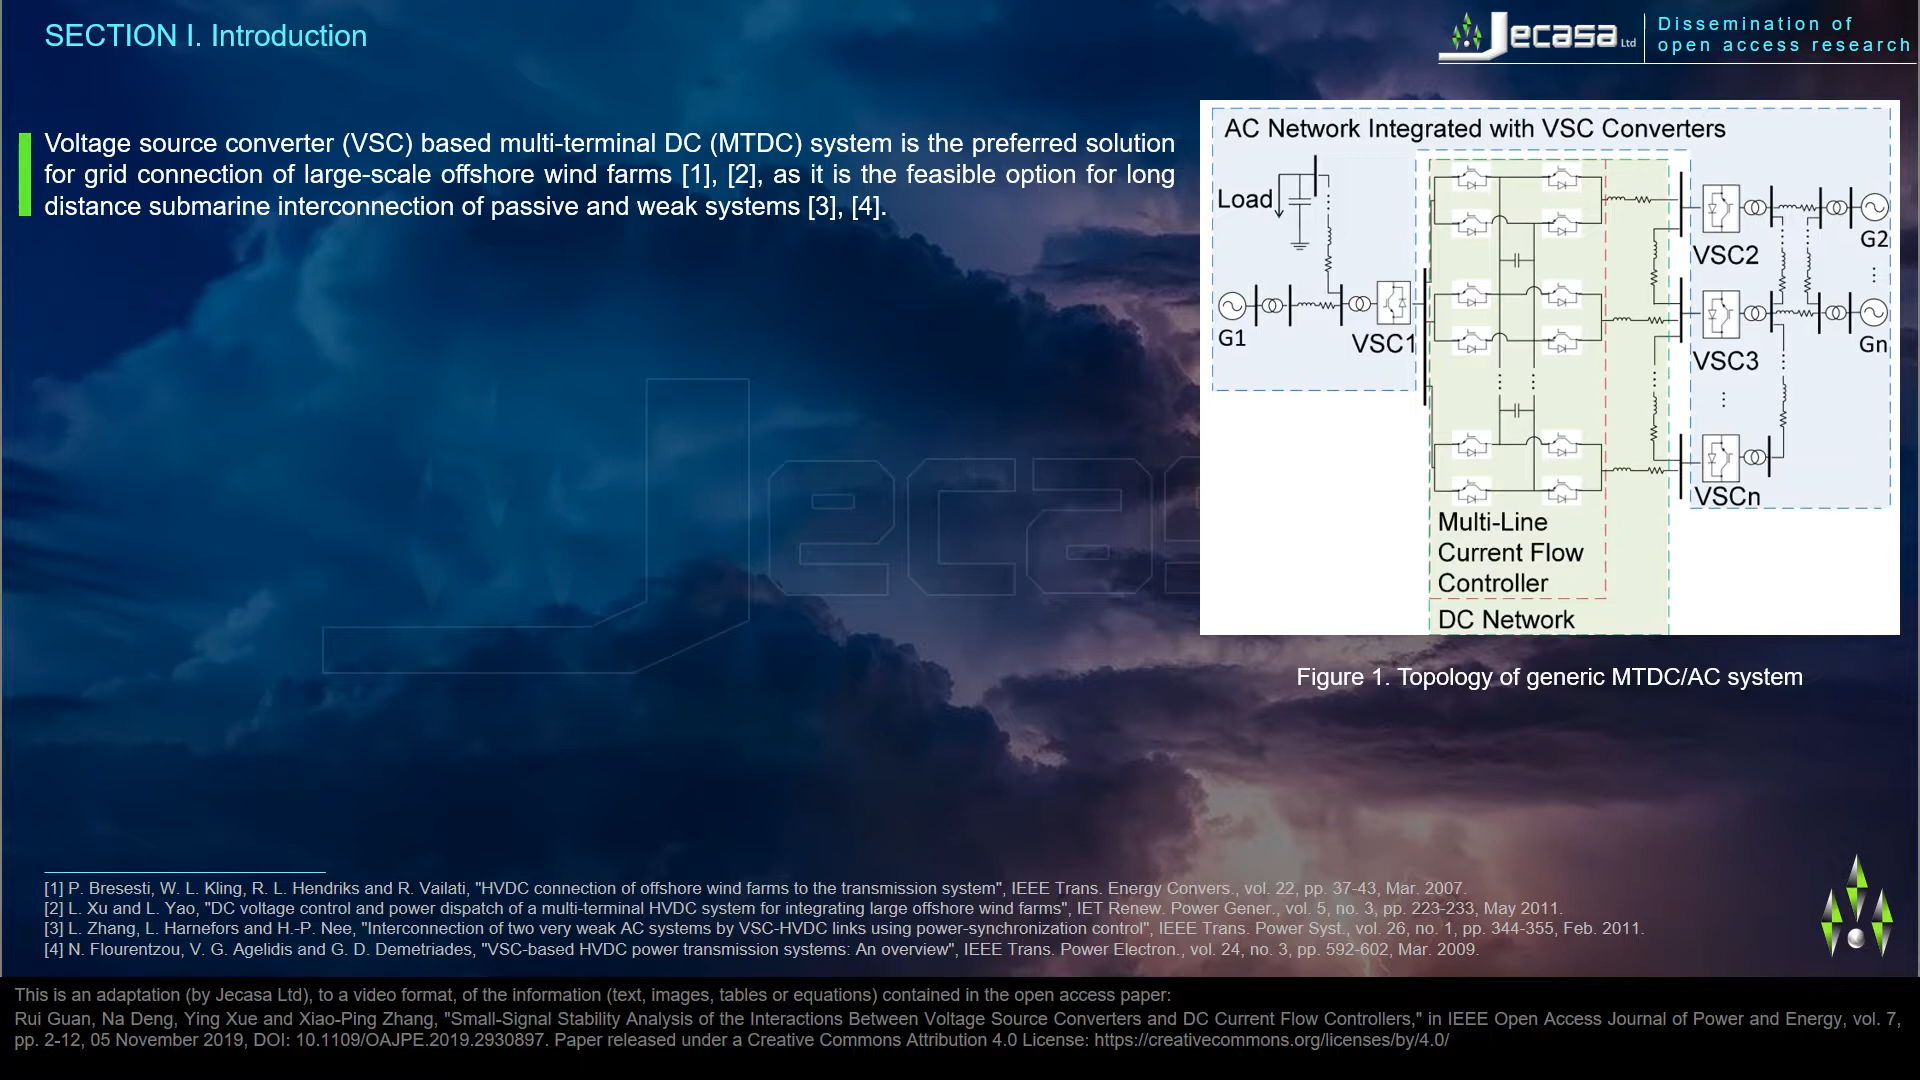 SECTION I. Introduction
Jecasa Ltd
Dissemination of
open access research
Voltage source converter (VSC) based multi-terminal DC (MTDC) system is the preferred solution
for grid connection of large-scale offshore wind farms [1], [2], as it is the feasible option for long
distance submarine interconnection of passive and weak systems [3], [4].
AC Network Integrated with VSC Converters
Load
G1
VSC1
VSC2
G2
VSC3
Gn
VSCn
Multi-Line
Current Flow
Controller
DC Network
Figure 1. Topology of generic MTDC/AC system
Jecas
[1] P. Bresesti, W. L. Kling, R. L. Hendriks and R. Vailati, "HVDC connection of offshore wind farms to the transmission system", IEEE Trans. Energy Convers., vol. 22, pp. 37-43, Mar. 2007.
[2] L. Xu and L. Yao, "DC voltage control and power dispatch of a multi-terminal HVDC system for integrating large offshore wind farms", IET Renew. Power Gener., vol. 5, no. 3, pp. 223-233, May 2011.
[3] L. Zhang, L. Harnefors and H.-P. Nee, "Interconnection of two very weak AC systems by VSC-HVDC links using power-synchronization control", IEEE Trans. Power Syst., vol. 26, no. 1, pp. 344-355, Feb. 2011.
[4] N. Flourentzou, V. G. Agelidis and G. D. Demetriades, "VSC-based HVDC power transmission systems: An overview", IEEE Trans. Power Electron., vol. 24, no. 3, pp. 592-602, Mar. 2009.
This is an adaptation (by Jecasa Ltd), to a video format, of the information (text, images, tables or equations) contained in the open access paper:
Rui Guan, Na Deng, Ying Xue and Xiao-Ping Zhang, "Small-Signal Stability Analysis of the Interactions Between Voltage Source Converters and DC Current Flow Controllers," in IEEE Open Access Journal of Power and Energy, vol. 7,
pp. 2-12, 05 November 2019, DOI: 10.1109/OAJPE.2019.2930897. Paper released under a Creative Commons Attribution 4.0 License: https://creativecommons.org/licenses/by/4.0/